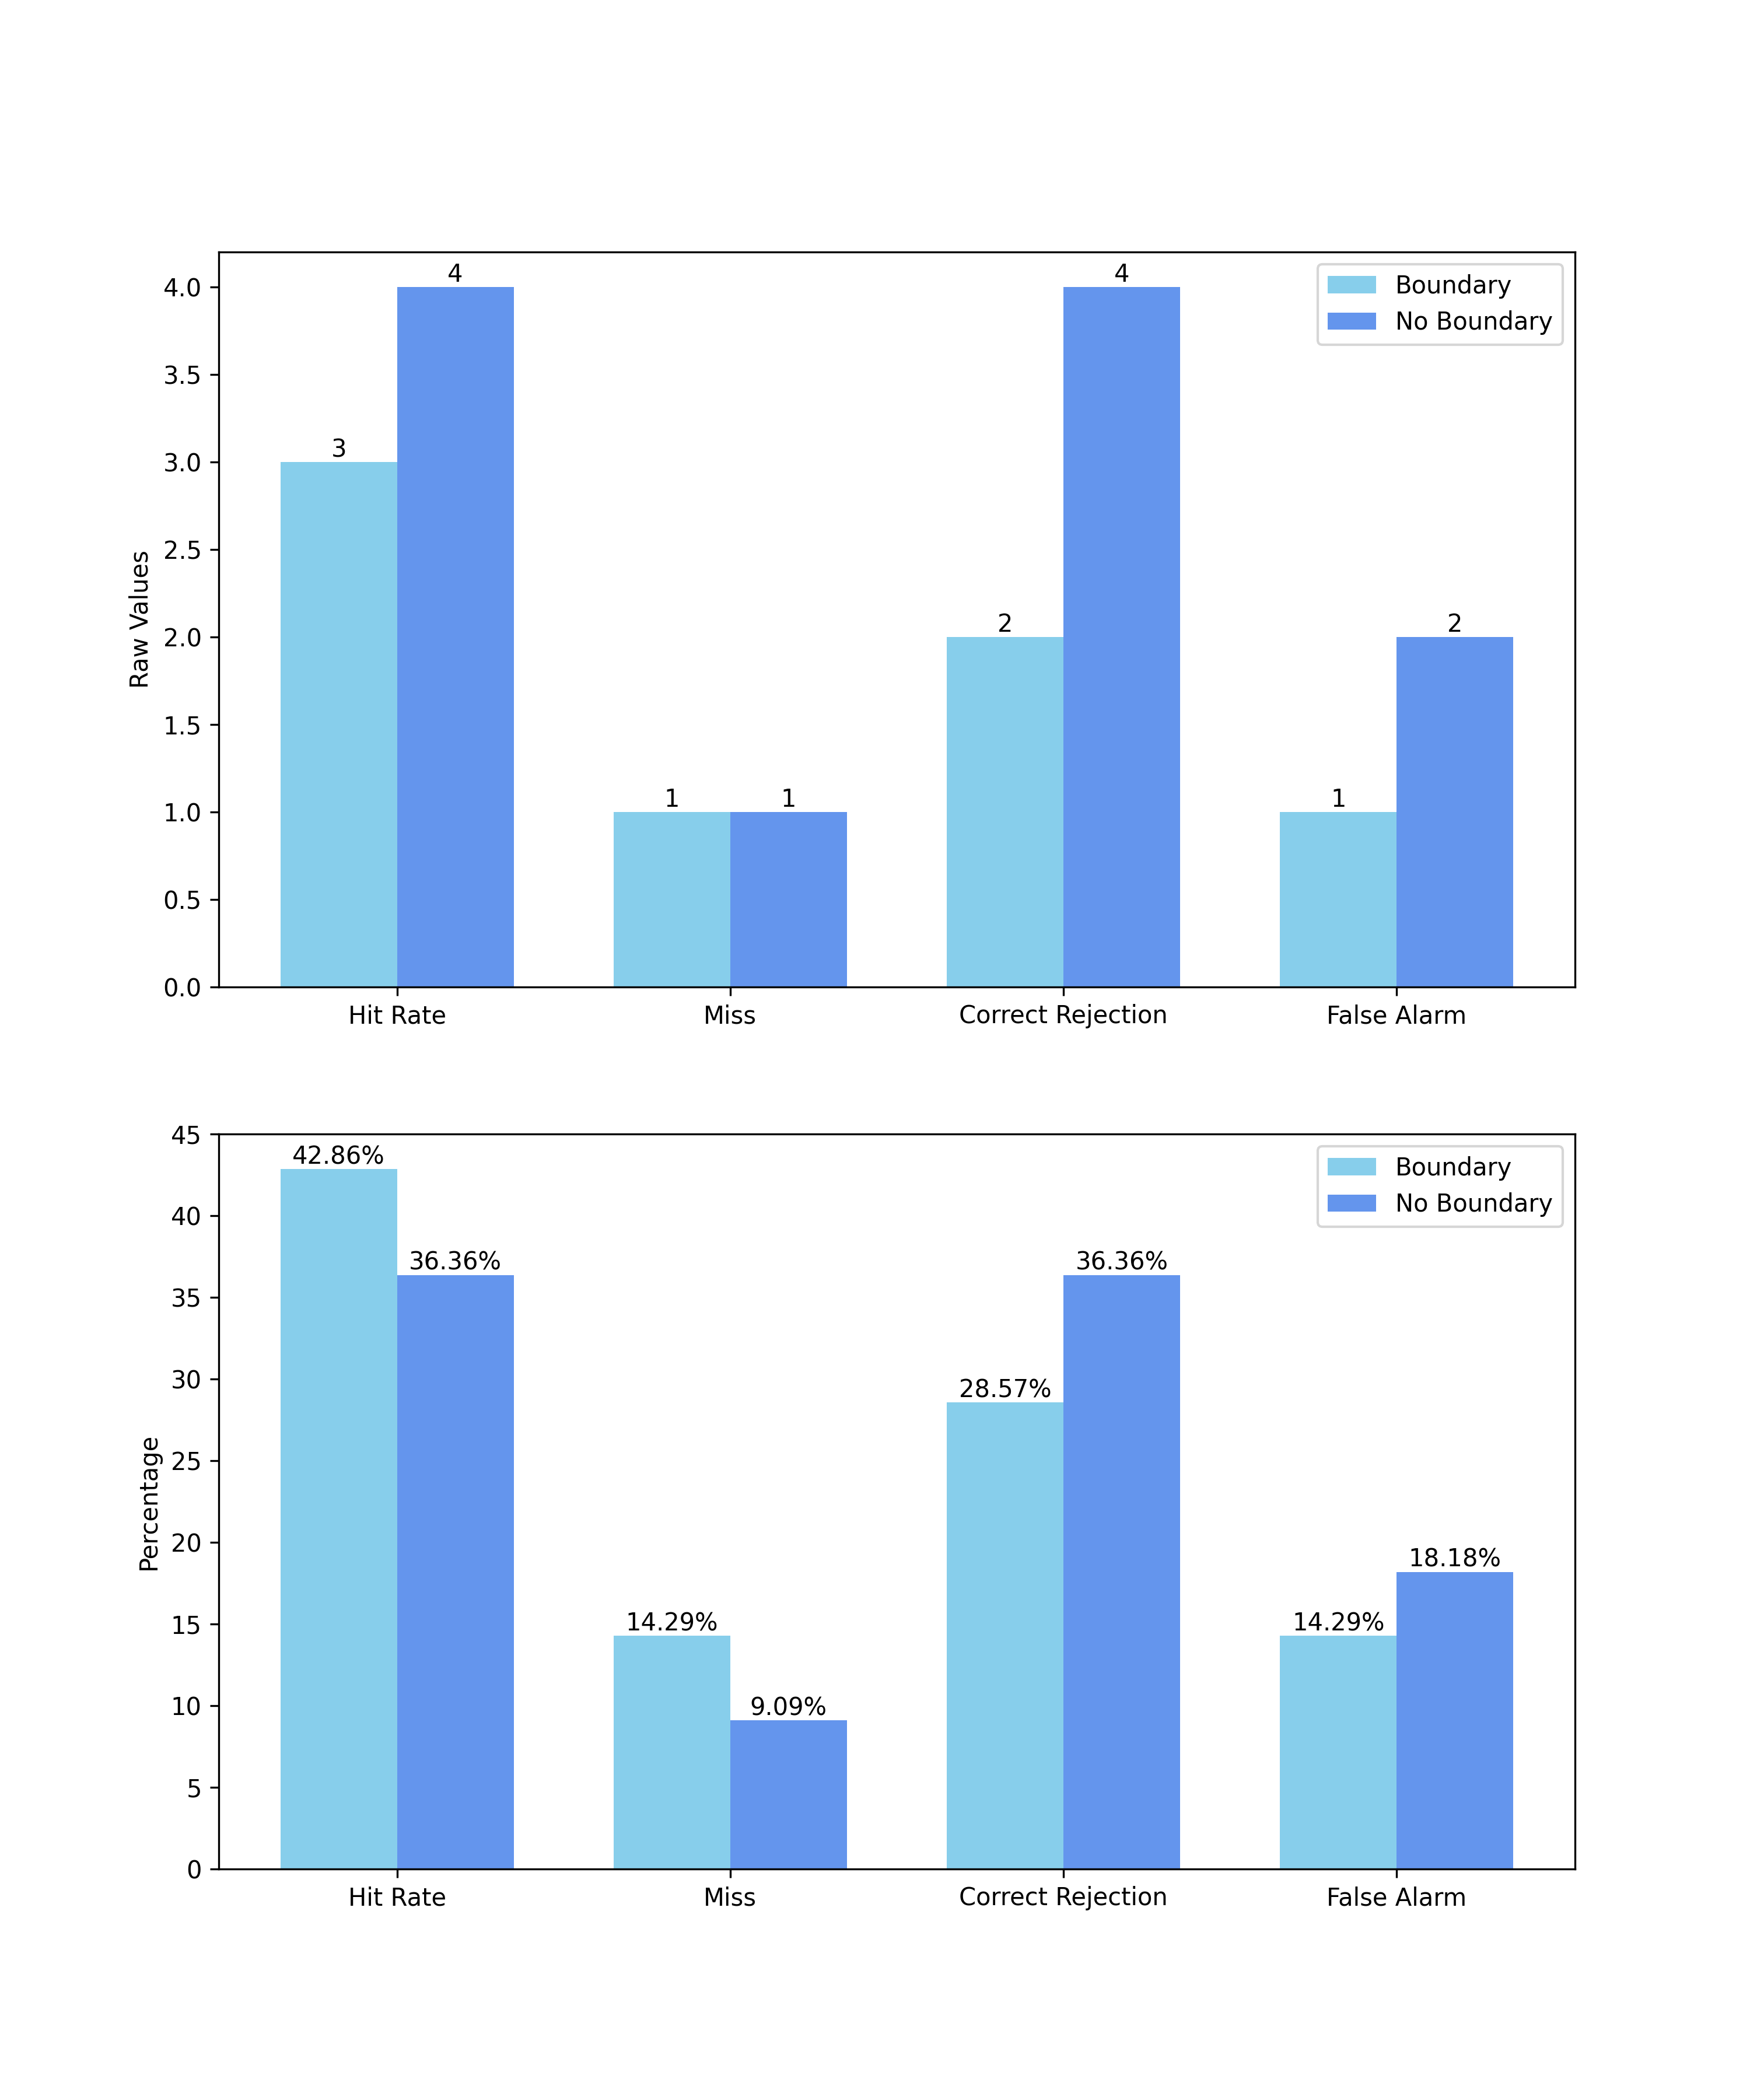 4
4
Boundary
No Boundary
4.0
3.5
3
3.0
2.5
2
2
2.0
1.5
1
1
1
1.0
0.5
0.0
Raw Values
Hit Rate
Miss
Correct Rejection
False Alarm
45
42.86%
Boundary
No Boundary
40
36.36%
36.36%
35
30
28.57%
25
20
18.18%
15
14.29%
14.29%
10
9.09%
5
0
Percentage
Hit Rate
Miss
Correct Rejection
False Alarm